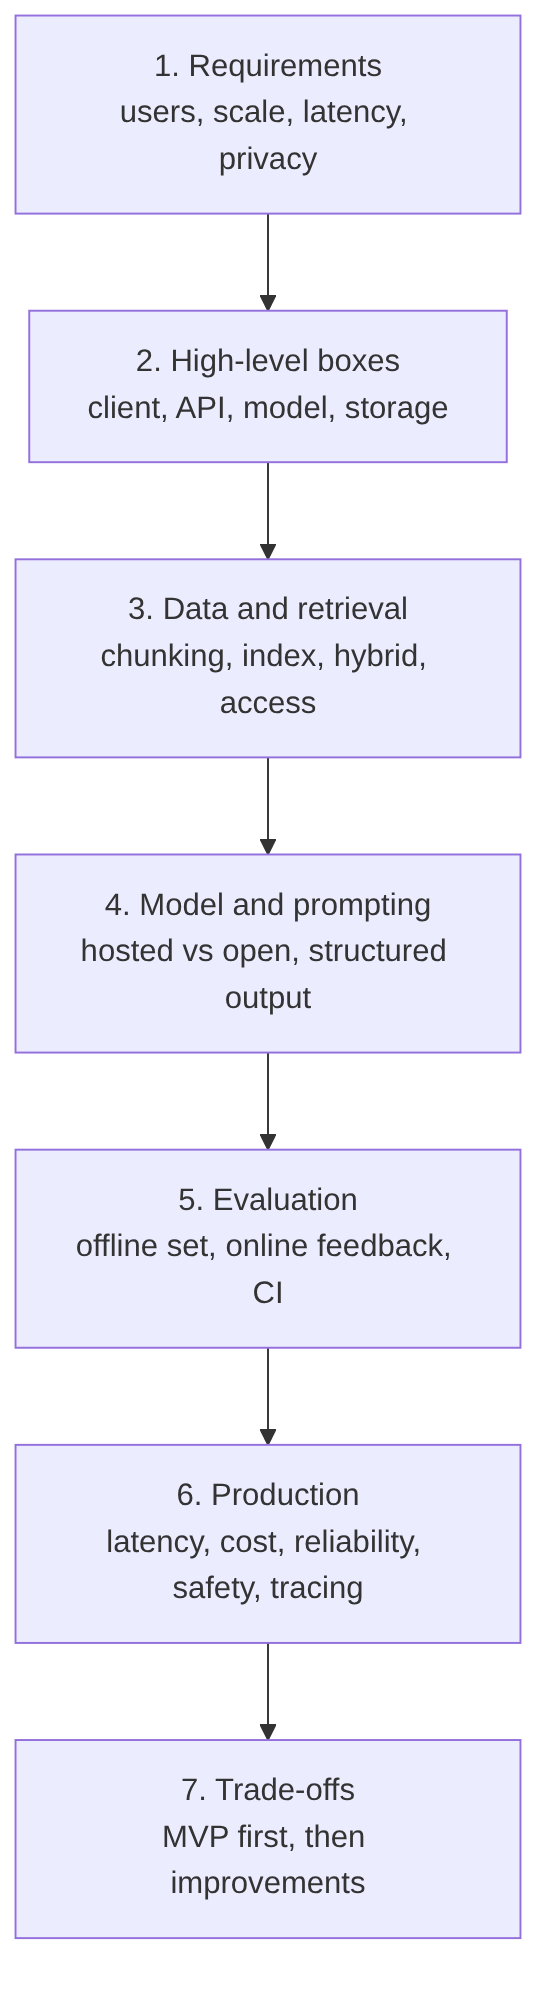 1. Requirements
users, scale, latency,
privacy
2. High-level boxes
client, API, model, storage
3. Data and retrieval
chunking, index, hybrid,
access
4. Model and prompting
hosted vs open, structured
output
5. Evaluation
offline set, online feedback,
CI
6. Production
latency, cost, reliability,
safety, tracing
7. Trade-offs
MVP first, then
improvements